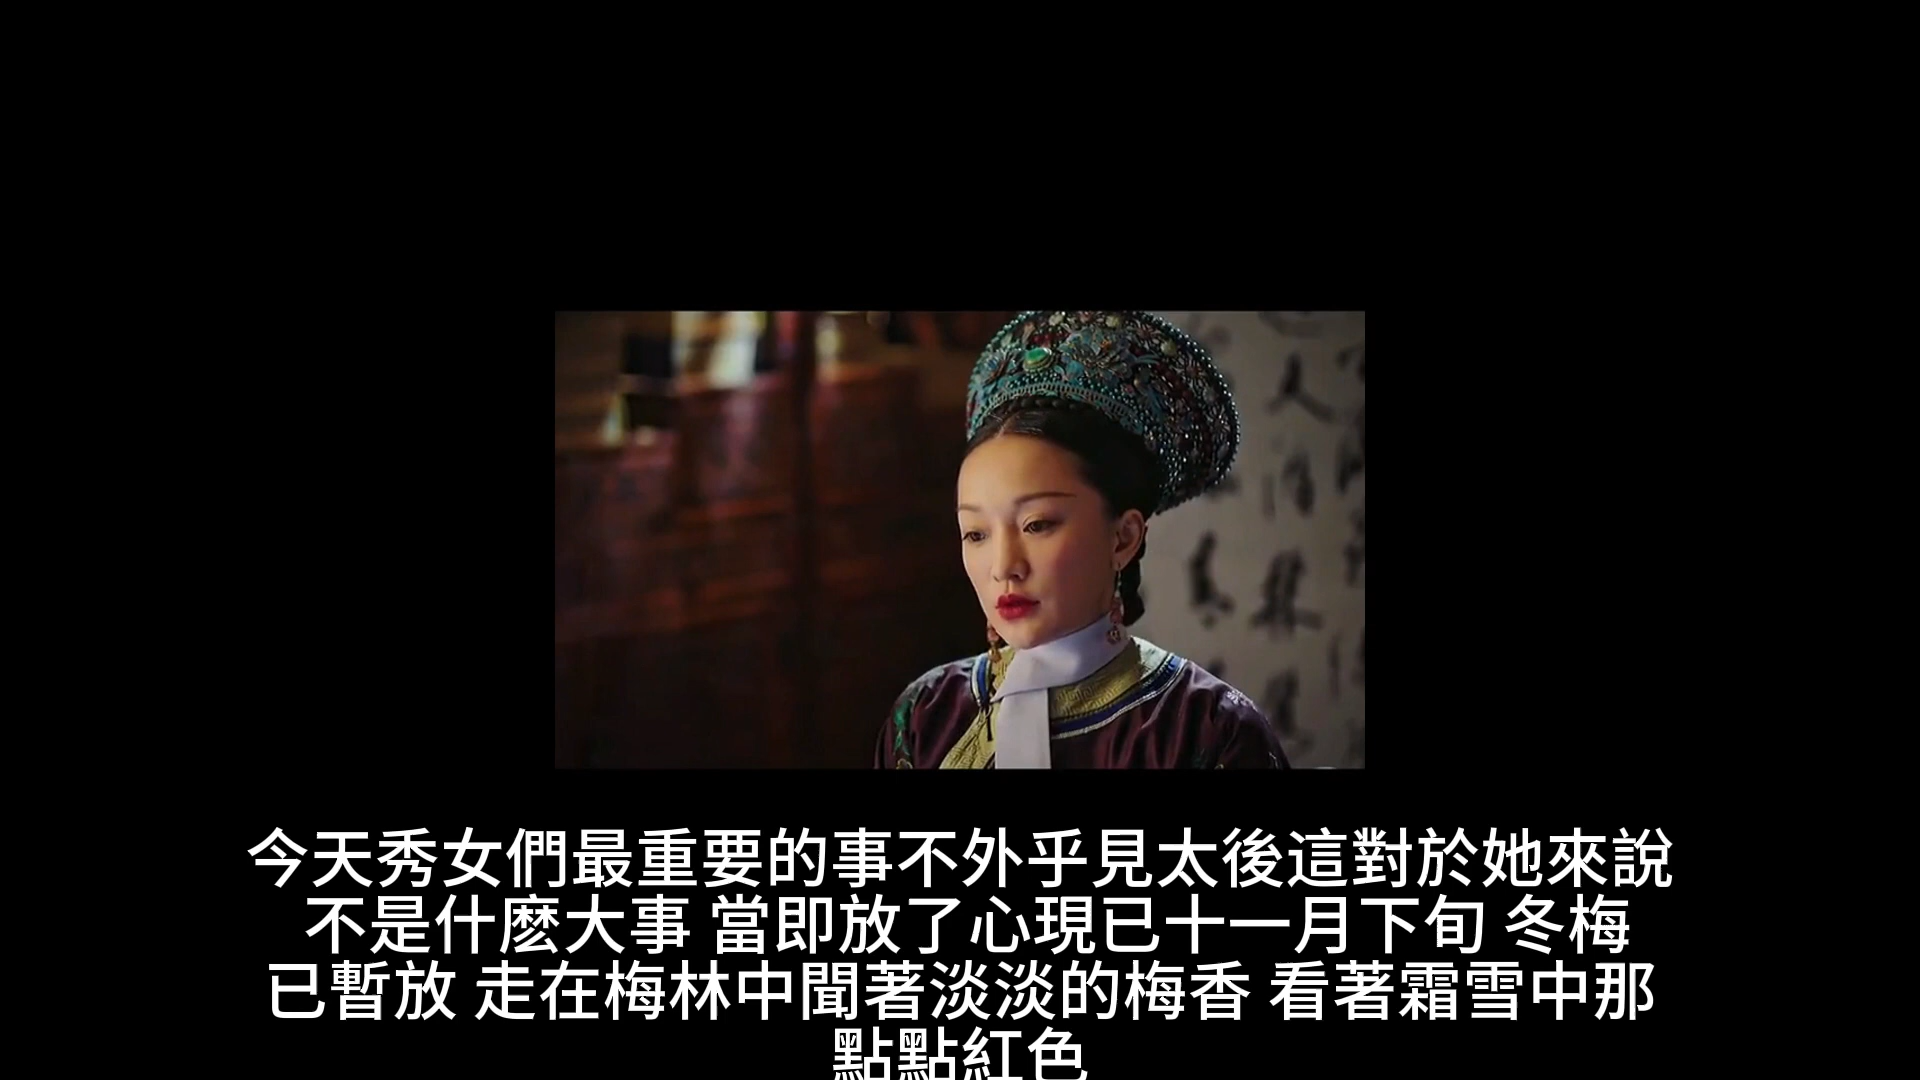 今天秀女們最重要的事不外乎見太後這對於她來說
不是什麽大事 當即放了心現已十一月下旬 冬梅
已暫放 走在梅林中聞著淡淡的梅香 看著霜雪中那
點點紅色